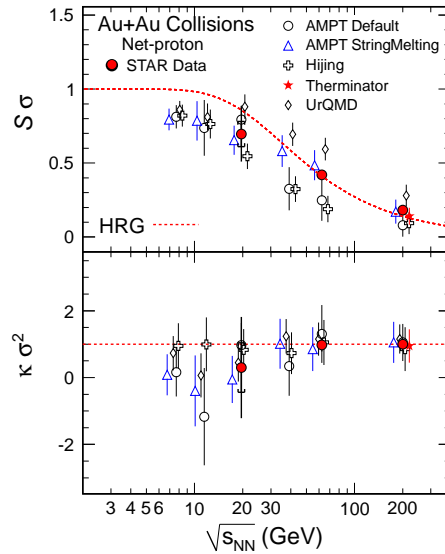 Au+Au Collisions
Net-proton
STAR Data
AMPT Default
AMPT StringMelting
Hijing
Therminator
UrQMD
S σ
1.5
1
0.5
0
HRG
κ σ²
2
0
-2
3 4 5 6 10 20 30 100 200
√sNN (GeV)